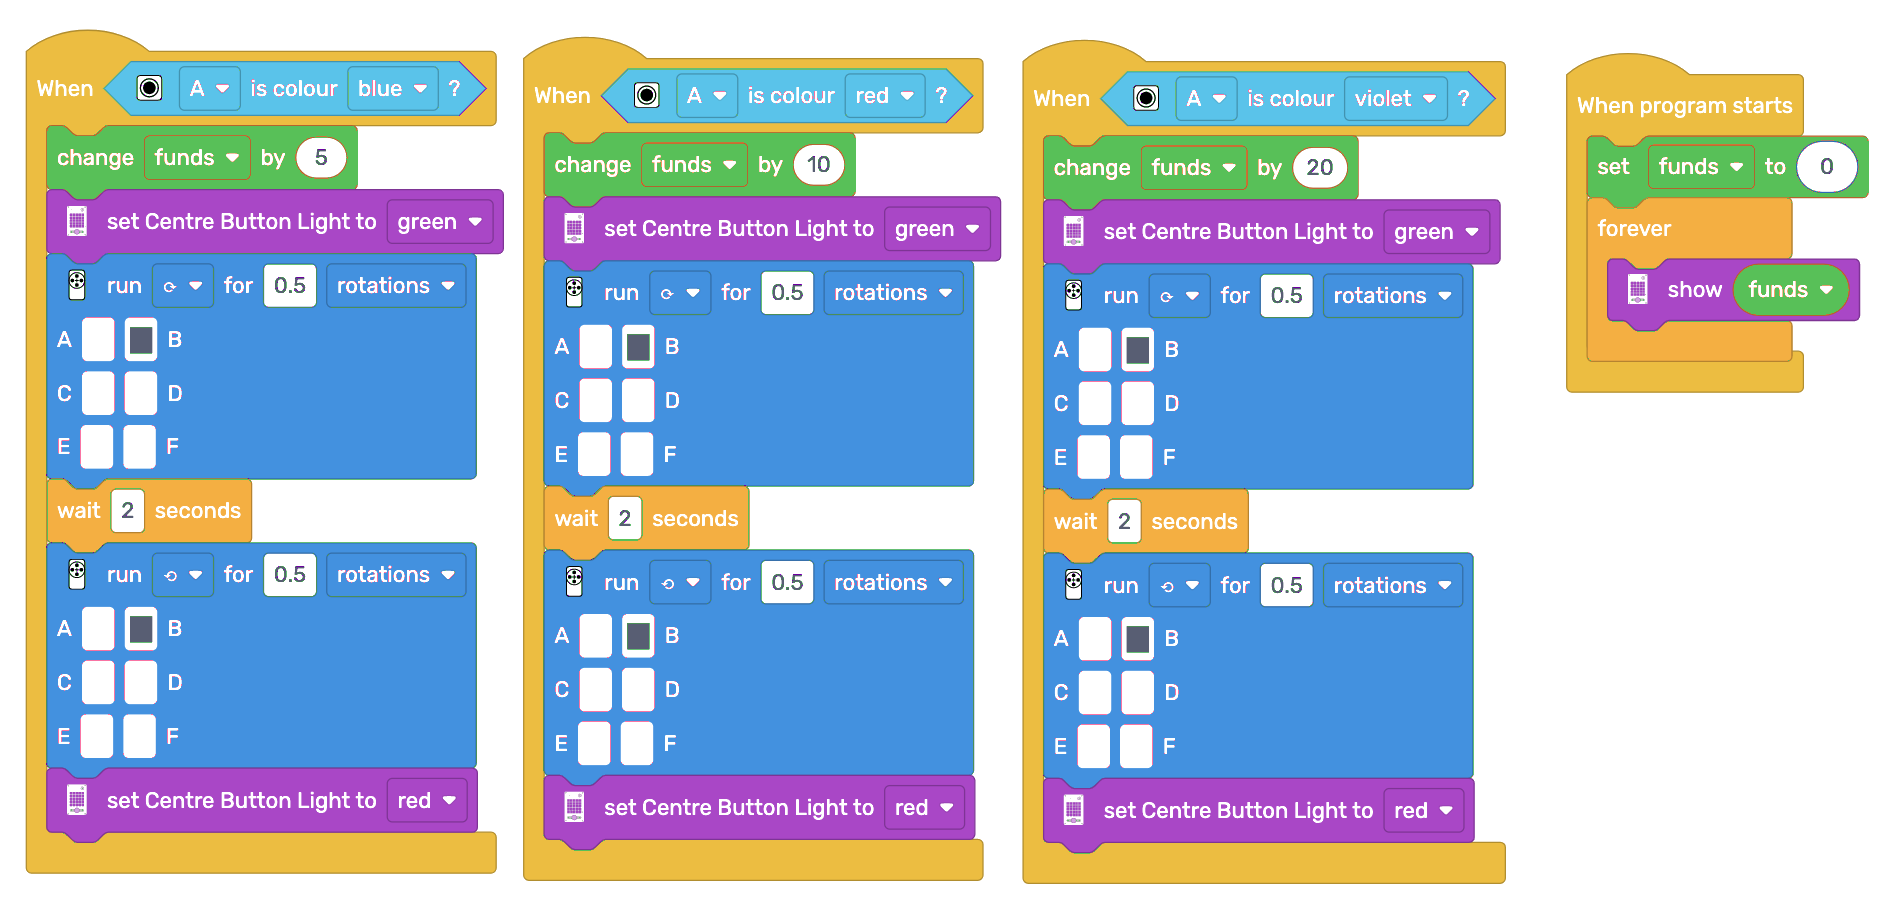 When A is colour blue ?
change funds by 5
set Centre Button Light to green
run for 0.5 rotations
A B
C D
E F
wait 2 seconds
run for 0.5 rotations
A B
C D
E F
set Centre Button Light to red
When A is colour red ?
change funds by 10
set Centre Button Light to green
run for 0.5 rotations
A B
C D
E F
wait 2 seconds
run for 0.5 rotations
A B
C D
E F
set Centre Button Light to red
When A is colour violet ?
change funds by 20
set Centre Button Light to green
run for 0.5 rotations
A B
C D
E F
wait 2 seconds
run for 0.5 rotations
A B
C D
E F
set Centre Button Light to red
When program starts
set funds to 0
forever
show funds